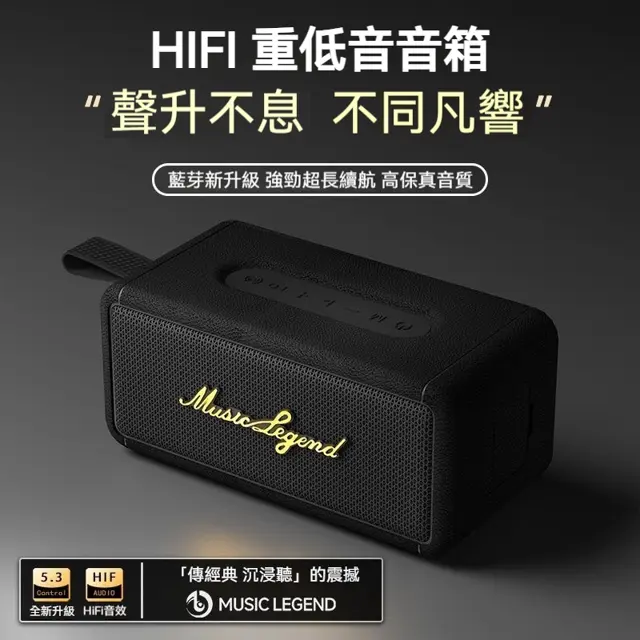 HIFI 重低音音箱
“聲升不息 不同凡響”
藍芽新升級 強勁超長續航 高保真音質
Music Legend
5.3
Control
全新升級
HIF
AUDIO
HiFi音效
「傳經典 沉浸聽」的震撼
MUSIC LEGEND